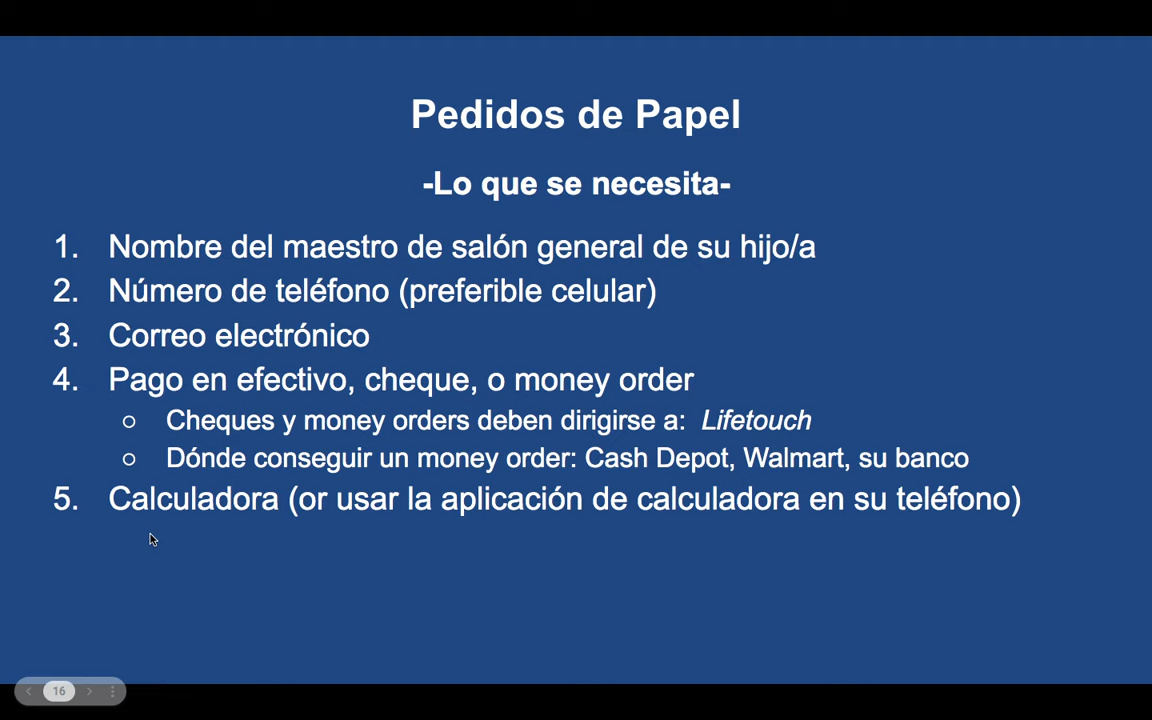 Pedidos de Papel
-Lo que se necesita-
1. Nombre del maestro de salón general de su hijo/a
2. Número de teléfono (preferible celular)
3. Correo electrónico
4. Pago en efectivo, cheque, o money order
○ Cheques y money orders deben dirigirse a: Lifetouch
○ Dónde conseguir un money order: Cash Depot, Walmart, su banco
5. Calculadora (or usar la aplicación de calculadora en su teléfono)
16